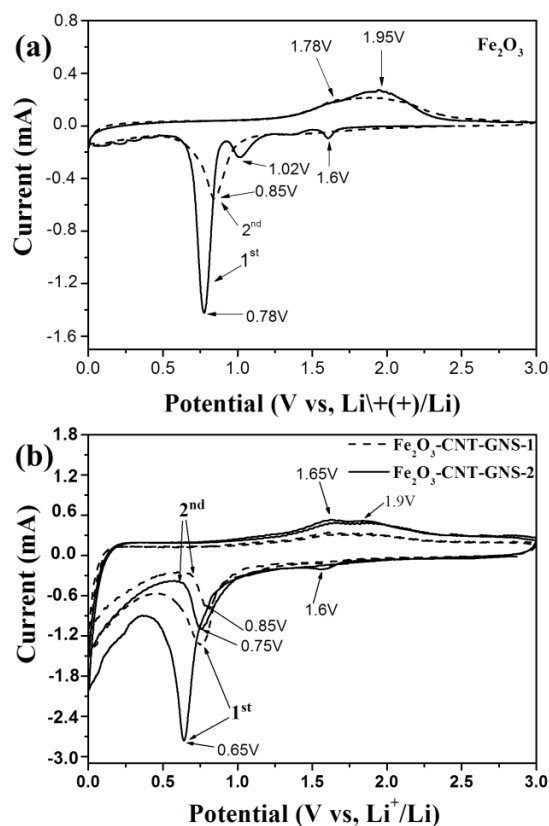 (a)
Fe2O3
1.78V
1.95V
0.8
0.4
0.0
-0.4
-0.8
-1.2
-1.6
Current (mA)
1.02V
1.6V
0.85V
2nd
1st
0.78V
0.0 0.5 1.0 1.5 2.0 2.5 3.0
Potential (V vs, Li\+(+)/Li)
(b)
Fe2O3-CNT-GNS-1
Fe2O3-CNT-GNS-2
1.8
1.2
0.6
0.0
-0.6
-1.2
-1.8
-2.4
-3.0
Current (mA)
1.65V
1.9V
2nd
1.6V
0.85V
0.75V
1st
0.65V
0.0 0.5 1.0 1.5 2.0 2.5 3.0
Potential (V vs, Li+/Li)